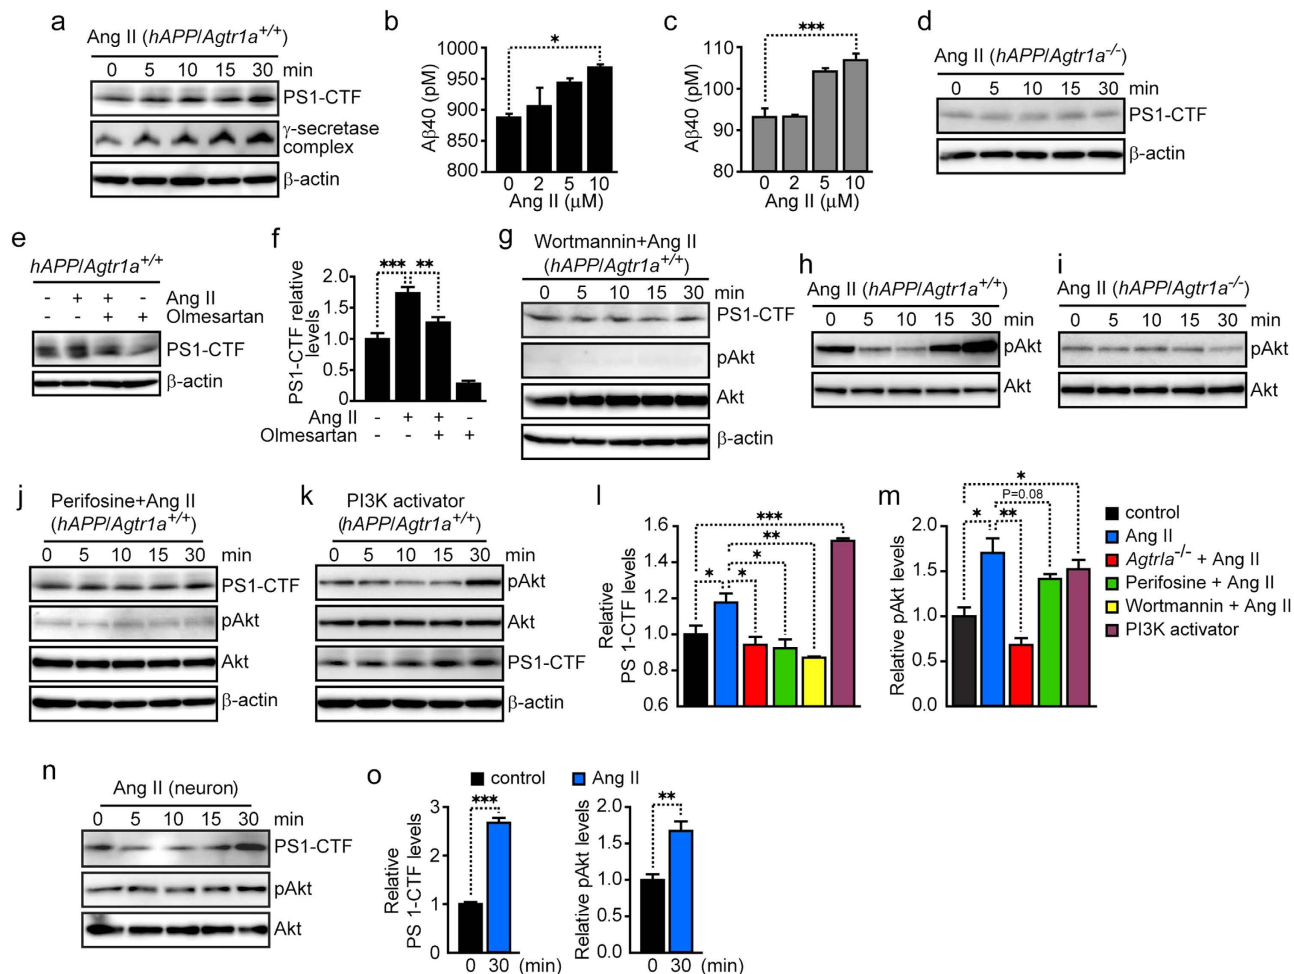 a
Ang II (hAPP/Agtr1a+/+)
0 5 10 15 30 min
PS1-CTF
γ-secretase
complex
β-actin
b
*
1000
950
900
850
800
Aβ40 (pM)
0 2 5 10
Ang II (μM)
c
***
110
100
90
80
Aβ40 (pM)
0 2 5 10
Ang II (μM)
d
Ang II (hAPP/Agtr1a-/-)
0 5 10 15 30 min
PS1-CTF
β-actin
e
hAPP/Agtr1a+/+
- + + - Ang II
- - + + Olmesartan
PS1-CTF
β-actin
f
*** **
2.0
1.5
1.0
0.5
0
PS1-CTF relative
levels
Ang II - + + -
Olmesartan - - + +
g
Wortmannin+Ang II
(hAPP/Agtr1a+/+)
0 5 10 15 30 min
PS1-CTF
pAkt
Akt
β-actin
h
Ang II (hAPP/Agtr1a+/+)
0 5 10 15 30 min
pAkt
Akt
i
Ang II (hAPP/Agtr1a-/-)
0 5 10 15 30 min
pAkt
Akt
j
Perifosine+Ang II
(hAPP/Agtr1a+/+)
0 5 10 15 30 min
PS1-CTF
pAkt
Akt
β-actin
k
PI3K activator
(hAPP/Agtr1a+/+)
0 5 10 15 30 min
pAkt
Akt
PS1-CTF
β-actin
l
***
**
*
* *
1.6
1.4
1.2
1.0
0.8
0.6
Relative
PS 1-CTF levels
m
*
P=0.08
* **
2.0
1.5
1.0
0.5
0.0
Relative pAkt levels
control
Ang II
Agtrla-/- + Ang II
Perifosine + Ang II
Wortmannin + Ang II
PI3K activator
n
Ang II (neuron)
0 5 10 15 30 min
PS1-CTF
pAkt
Akt
o
control Ang II
***
3
2
1
0
Relative
PS 1-CTF levels
0 30 (min)
**
2.0
1.5
1.0
0.5
0.0
Relative pAkt levels
0 30 (min)